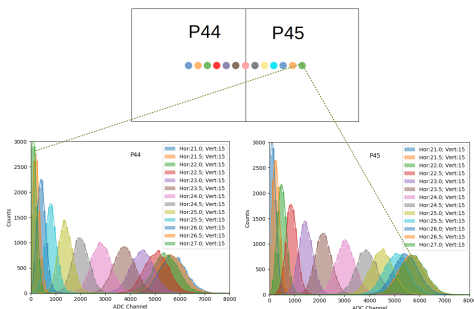 P44 P45
3000
2500
2000
1500
1000
500
0
Counts
P44
Hor:21.0; Vert:15
Hor:21.5; Vert:15
Hor:22.0; Vert:15
Hor:22.5; Vert:15
Hor:23.0; Vert:15
Hor:23.5; Vert:15
Hor:24.0; Vert:15
Hor:24.5; Vert:15
Hor:25.0; Vert:15
Hor:25.5; Vert:15
Hor:26.0; Vert:15
Hor:26.5; Vert:15
Hor:27.0; Vert:15
0 1000 2000 3000 4000 5000 6000 7000 8000
ADC Channel
3000
2500
2000
1500
1000
500
0
Counts
P45
Hor:21.0; Vert:15
Hor:21.5; Vert:15
Hor:22.0; Vert:15
Hor:22.5; Vert:15
Hor:23.0; Vert:15
Hor:23.5; Vert:15
Hor:24.0; Vert:15
Hor:24.5; Vert:15
Hor:25.0; Vert:15
Hor:25.5; Vert:15
Hor:26.0; Vert:15
Hor:26.5; Vert:15
Hor:27.0; Vert:15
0 1000 2000 3000 4000 5000 6000 7000 8000
ADC Channel